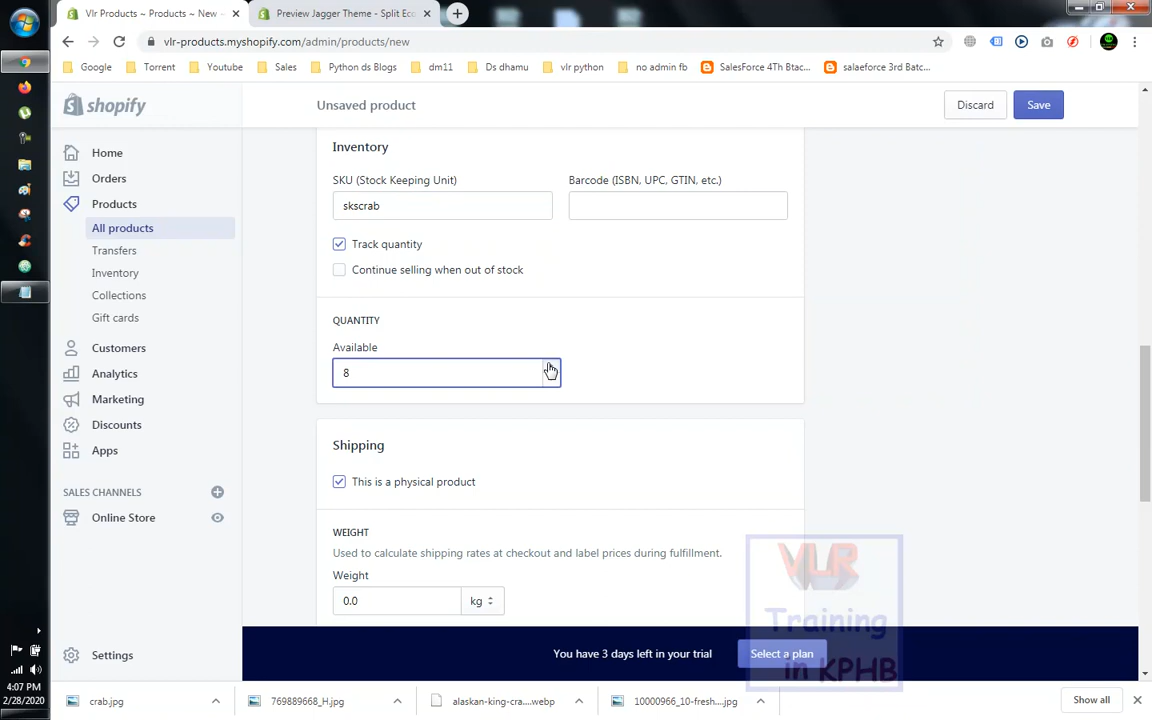 Vlr Products ~ Products ~ New -
Preview Jagger Theme - Split Eco
vlr-products.myshopify.com/admin/products/new
Google
Torrent
Youtube
Sales
Python ds Blogs
dm11
Ds dhamu
vlr python
no admin fb
SalesForce 4Th Btac...
salaeforce 3rd Batc...
shopify
Unsaved product
Discard
Save
Home
Orders
Products
All products
Transfers
Inventory
Collections
Gift cards
Customers
Analytics
Marketing
Discounts
Apps
SALES CHANNELS
Online Store
Settings
Inventory
SKU (Stock Keeping Unit)
Barcode (ISBN, UPC, GTIN, etc.)
skscrab
Track quantity
Continue selling when out of stock
QUANTITY
Available
8
Shipping
This is a physical product
WEIGHT
Used to calculate shipping rates at checkout and label prices during fulfillment.
Weight
0.0
kg
VLR
Training
in KPHB
You have 3 days left in your trial
Select a plan
4:07 PM
2/28/2020
crab.jpg
769889668_H.jpg
alaskan-king-cra....webp
10000966_10-fresh....jpg
Show all